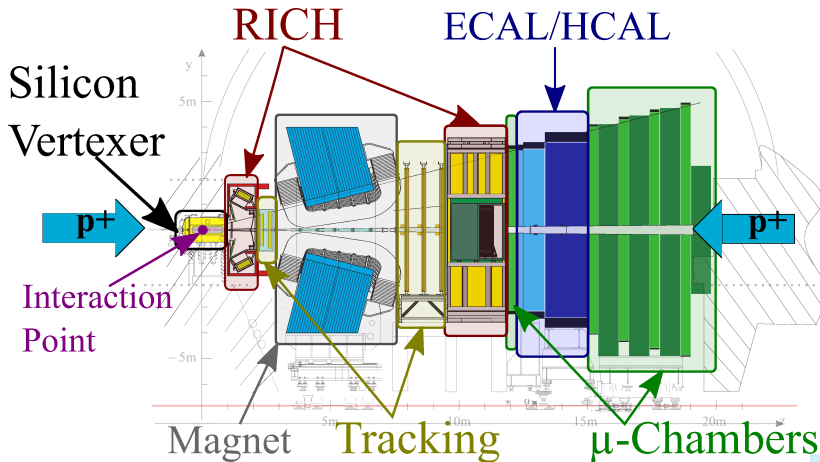 RICH
ECAL/HCAL
Silicon
Vertexer
y
5m
p+
p+
Interaction
Point
-5m
5m
10m
15m
20m
z
Magnet
Tracking
μ-Chambers